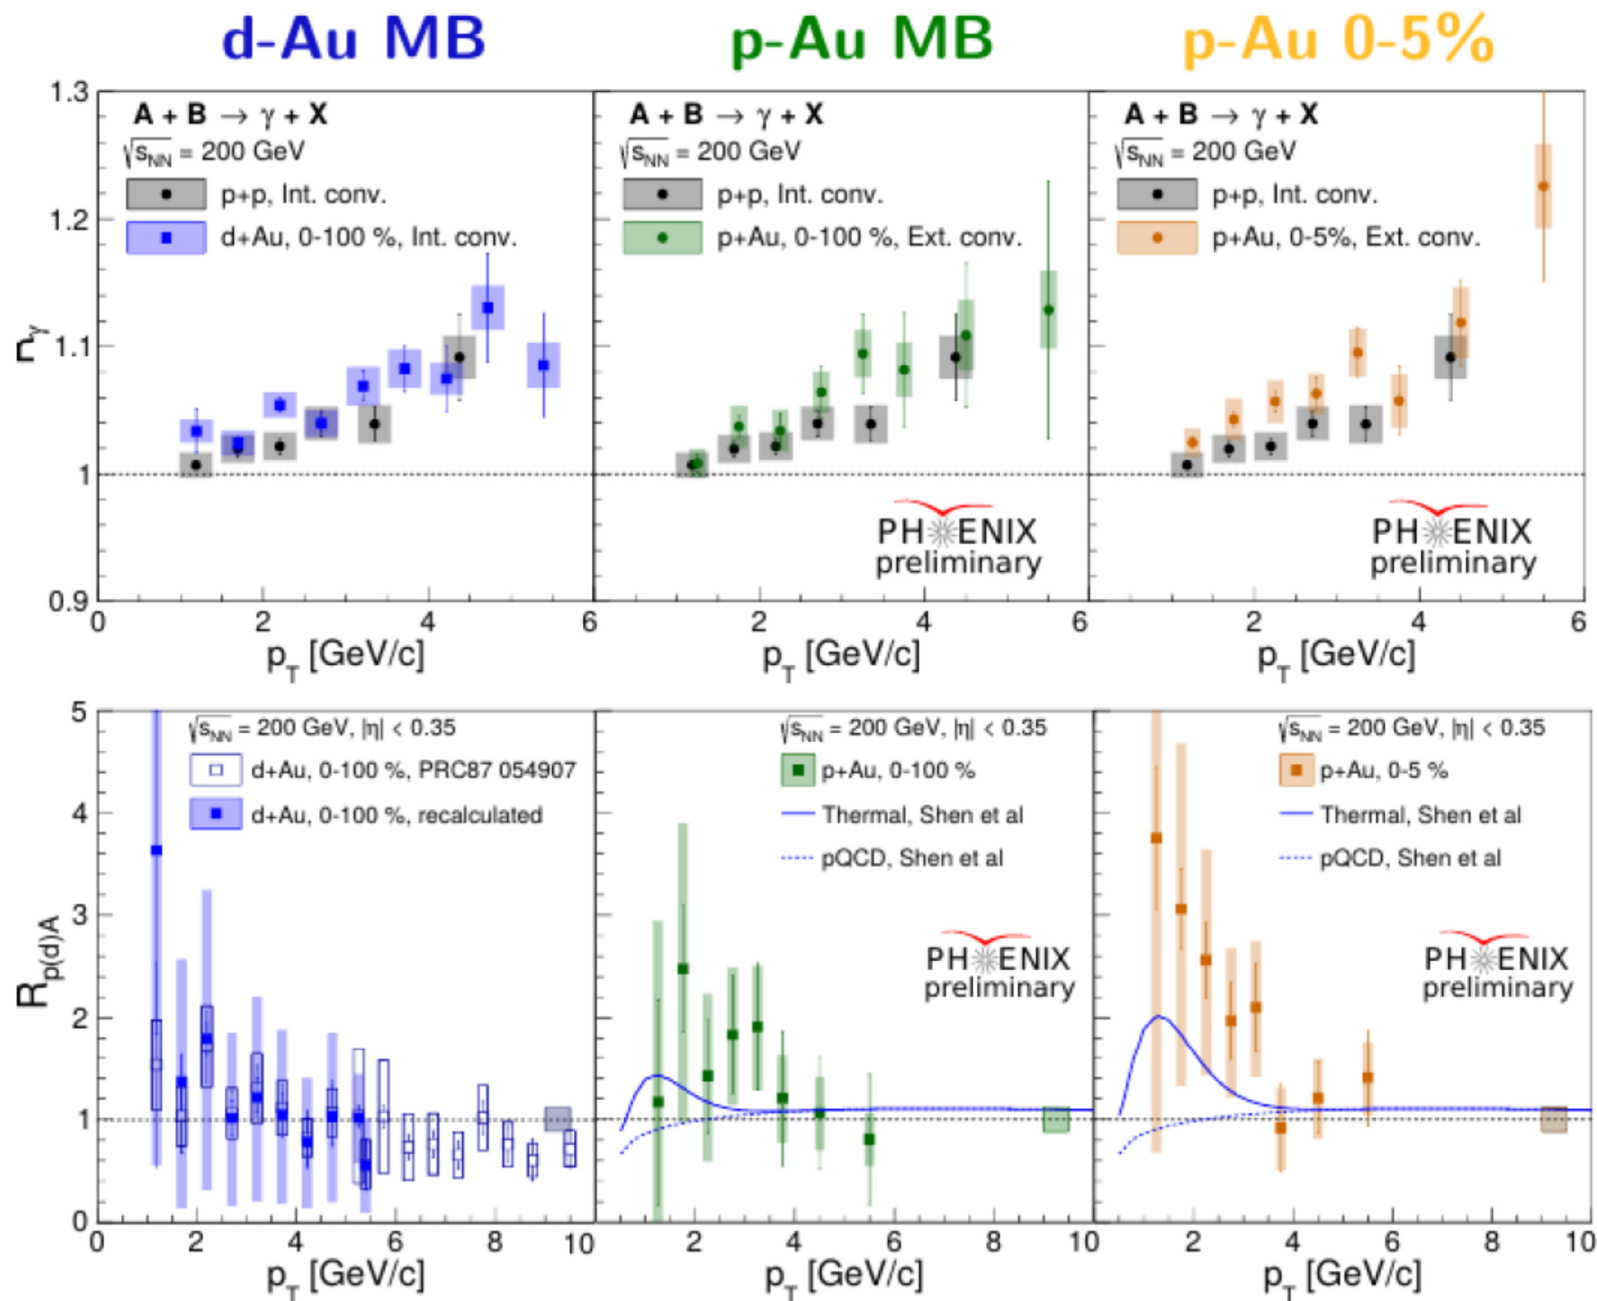 d-Au MB
p-Au MB
p-Au 0-5%
A + B → γ + X
√sNN = 200 GeV
p+p, Int. conv.
d+Au, 0-100 %, Int. conv.
A + B → γ + X
√sNN = 200 GeV
p+p, Int. conv.
p+Au, 0-100 %, Ext. conv.
PHENIX
preliminary
A + B → γ + X
√sNN = 200 GeV
p+p, Int. conv.
p+Au, 0-5%, Ext. conv.
PHENIX
preliminary
1.3
1.2
1.1
1
0.9
0 2 4 6
2 4 6
2 4 6
pT [GeV/c]
pT [GeV/c]
pT [GeV/c]
√sNN = 200 GeV, |η| < 0.35
d+Au, 0-100 %, PRC87 054907
d+Au, 0-100 %, recalculated
√sNN = 200 GeV, |η| < 0.35
p+Au, 0-100 %
Thermal, Shen et al
pQCD, Shen et al
PHENIX
preliminary
√sNN = 200 GeV, |η| < 0.35
p+Au, 0-5 %
Thermal, Shen et al
pQCD, Shen et al
PHENIX
preliminary
Rp(d)A
5
4
3
2
1
0
0 2 4 6 8 10
2 4 6 8 10
2 4 6 8 10
pT [GeV/c]
pT [GeV/c]
pT [GeV/c]